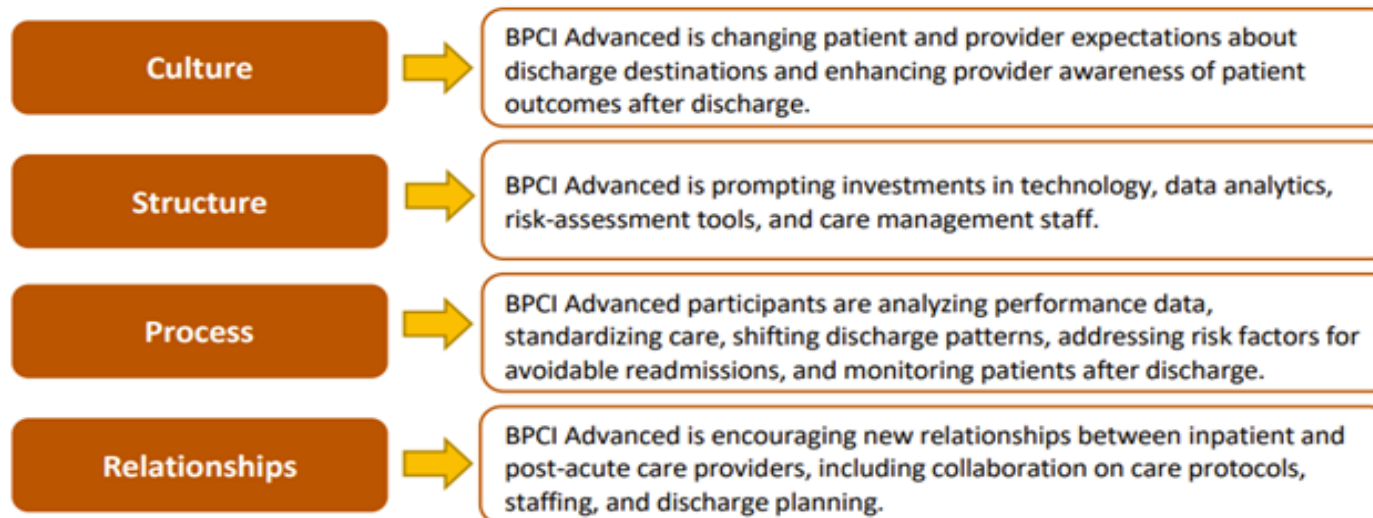 Culture
BPCI Advanced is changing patient and provider expectations about
discharge destinations and enhancing provider awareness of patient
outcomes after discharge.
Structure
BPCI Advanced is prompting investments in technology, data analytics,
risk-assessment tools, and care management staff.
Process
BPCI Advanced participants are analyzing performance data,
standardizing care, shifting discharge patterns, addressing risk factors for
avoidable readmissions, and monitoring patients after discharge.
Relationships
BPCI Advanced is encouraging new relationships between inpatient and
post-acute care providers, including collaboration on care protocols,
staffing, and discharge planning.